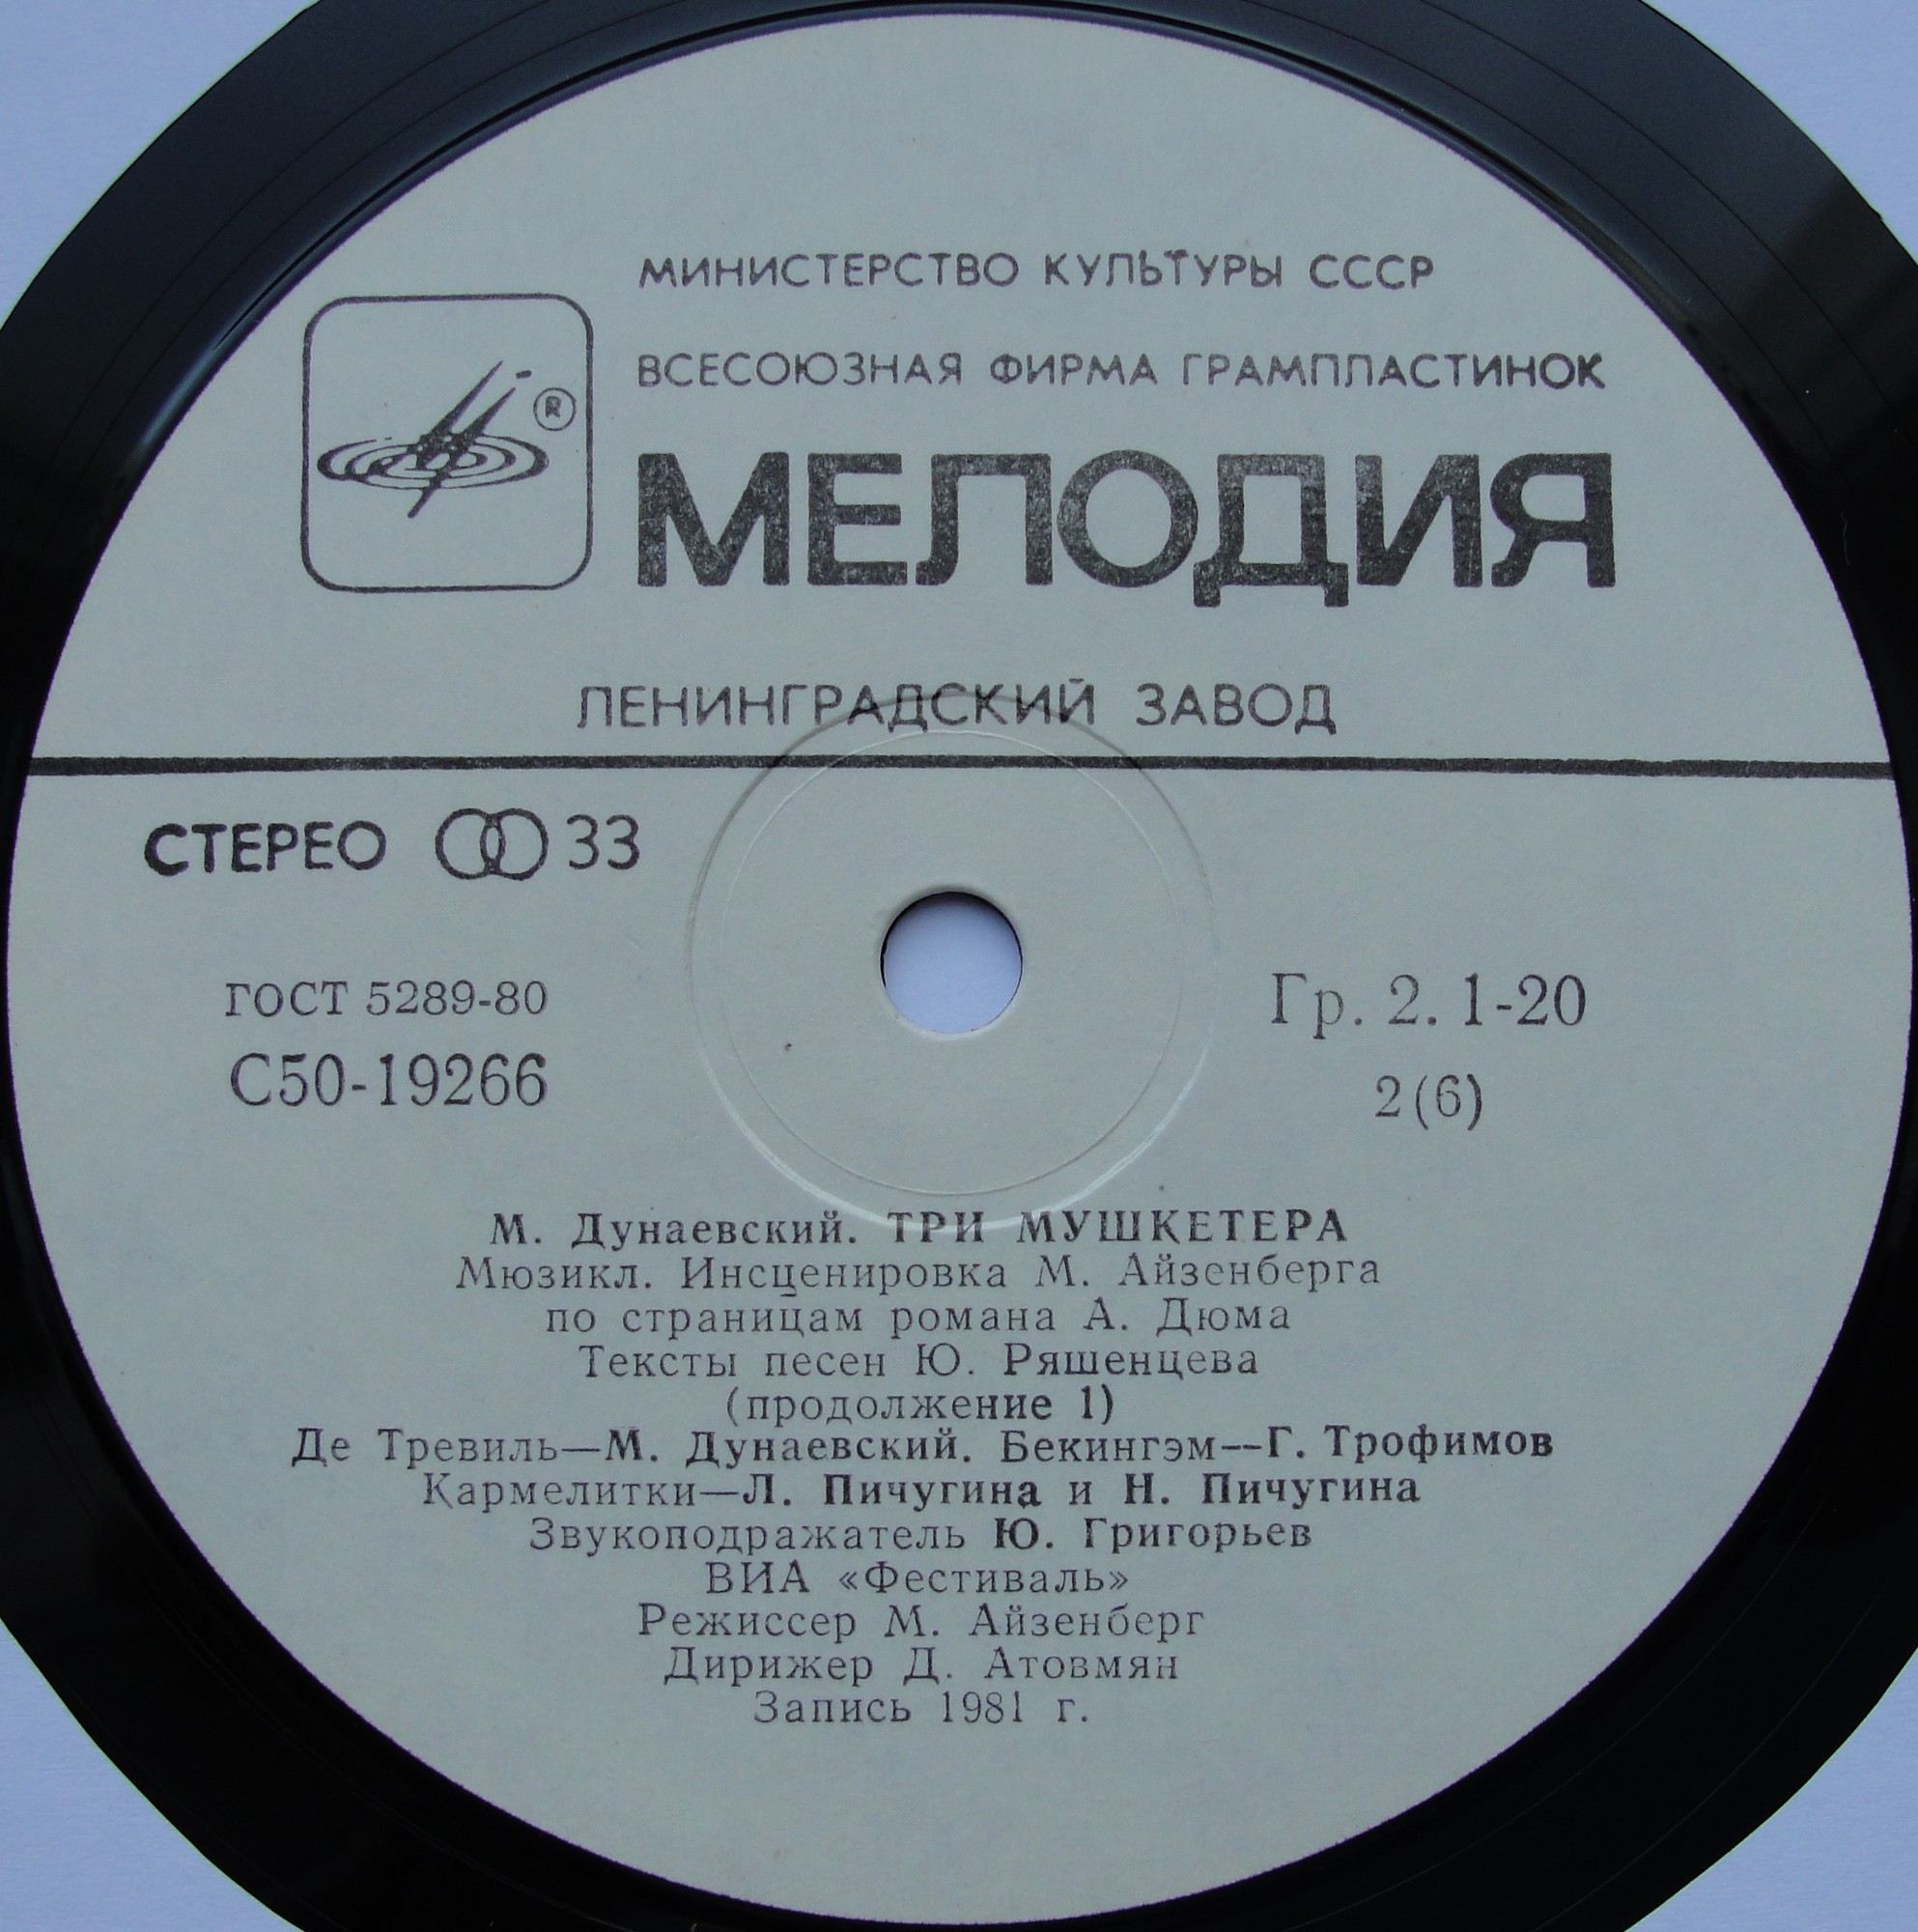 МИНИСТЕРСТВО КУЛЬТУРЫ СССР
ВСЕСОЮЗНАЯ ФИРМА ГРАМПЛАСТИНОК
®
МЕЛОДИЯ
ЛЕНИНГРАДСКИЙ ЗАВОД
СТЕРЕО 33
ГОСТ 5289-80
Гр. 2. 1-20
С50-19266
2(6)
М. Дунаевский. ТРИ МУШКЕТЕРА
Мюзикл. Инсценировка М. Айзенберга
по страницам романа А. Дюма
Тексты песен Ю. Ряшенцева
(продолжение 1)
Де Тревиль—М. Дунаевский. Бекингэм—Г. Трофимов
Кармелитки—Л. Пичугина и Н. Пичугина
Звукоподражатель Ю. Григорьев
ВИА «Фестиваль»
Режиссер М. Айзенберг
Дирижер Д. Атовмян
Запись 1981 г.